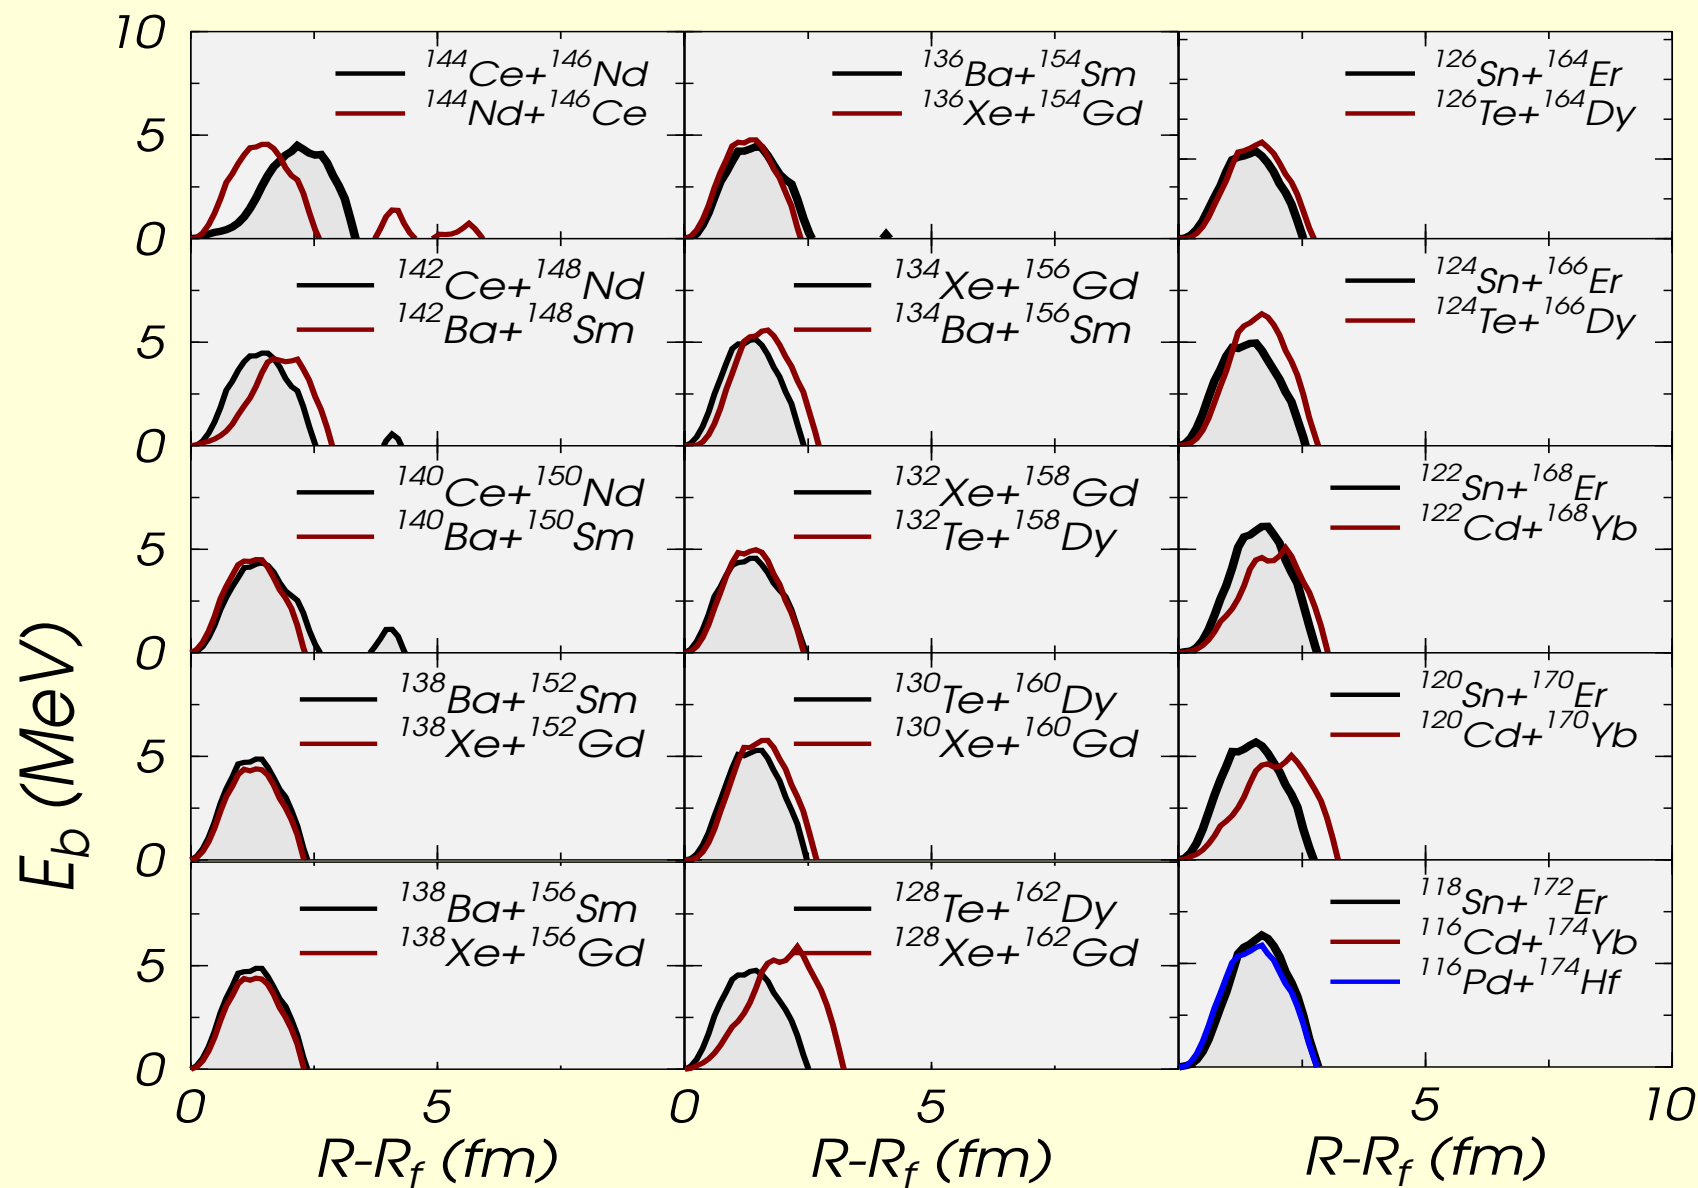 10
5
0
5
0
5
0
5
0
5
0
E_b (MeV)
^144Ce+^146Nd
^144Nd+^146Ce
^136Ba+^154Sm
^136Xe+^154Gd
^126Sn+^164Er
^126Te+^164Dy
^142Ce+^148Nd
^142Ba+^148Sm
^134Xe+^156Gd
^134Ba+^156Sm
^124Sn+^166Er
^124Te+^166Dy
^140Ce+^150Nd
^140Ba+^150Sm
^132Xe+^158Gd
^132Te+^158Dy
^122Sn+^168Er
^122Cd+^168Yb
^138Ba+^152Sm
^138Xe+^152Gd
^130Te+^160Dy
^130Xe+^160Gd
^120Sn+^170Er
^120Cd+^170Yb
^138Ba+^156Sm
^138Xe+^156Gd
^128Te+^162Dy
^128Xe+^162Gd
^118Sn+^172Er
^116Cd+^174Yb
^116Pd+^174Hf
0 5 0 5 5 10
R-R_f (fm) R-R_f (fm) R-R_f (fm)